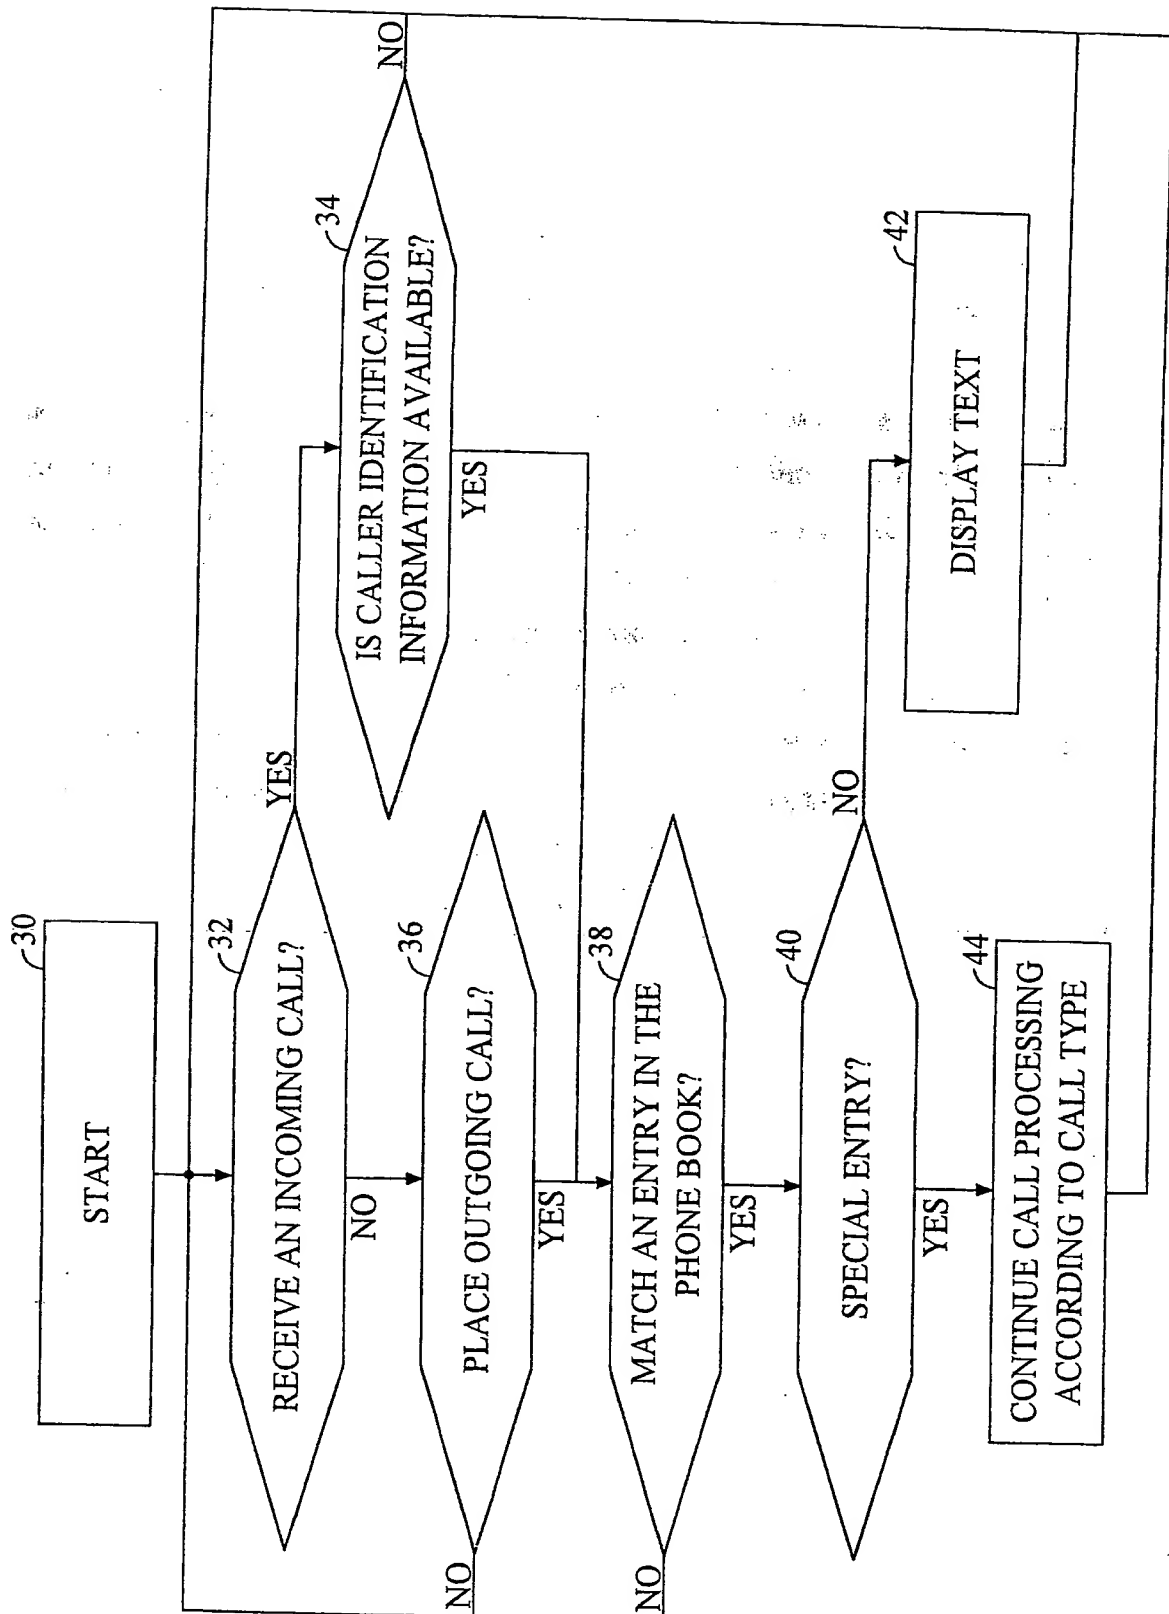 30
START
32
RECEIVE AN INCOMING CALL?
YES
NO
34
IS CALLER IDENTIFICATION
INFORMATION AVAILABLE?
NO
YES
36
PLACE OUTGOING CALL?
NO
YES
38
MATCH AN ENTRY IN THE
PHONE BOOK?
NO
YES
40
SPECIAL ENTRY?
NO
YES
42
DISPLAY TEXT
44
CONTINUE CALL PROCESSING
ACCORDING TO CALL TYPE